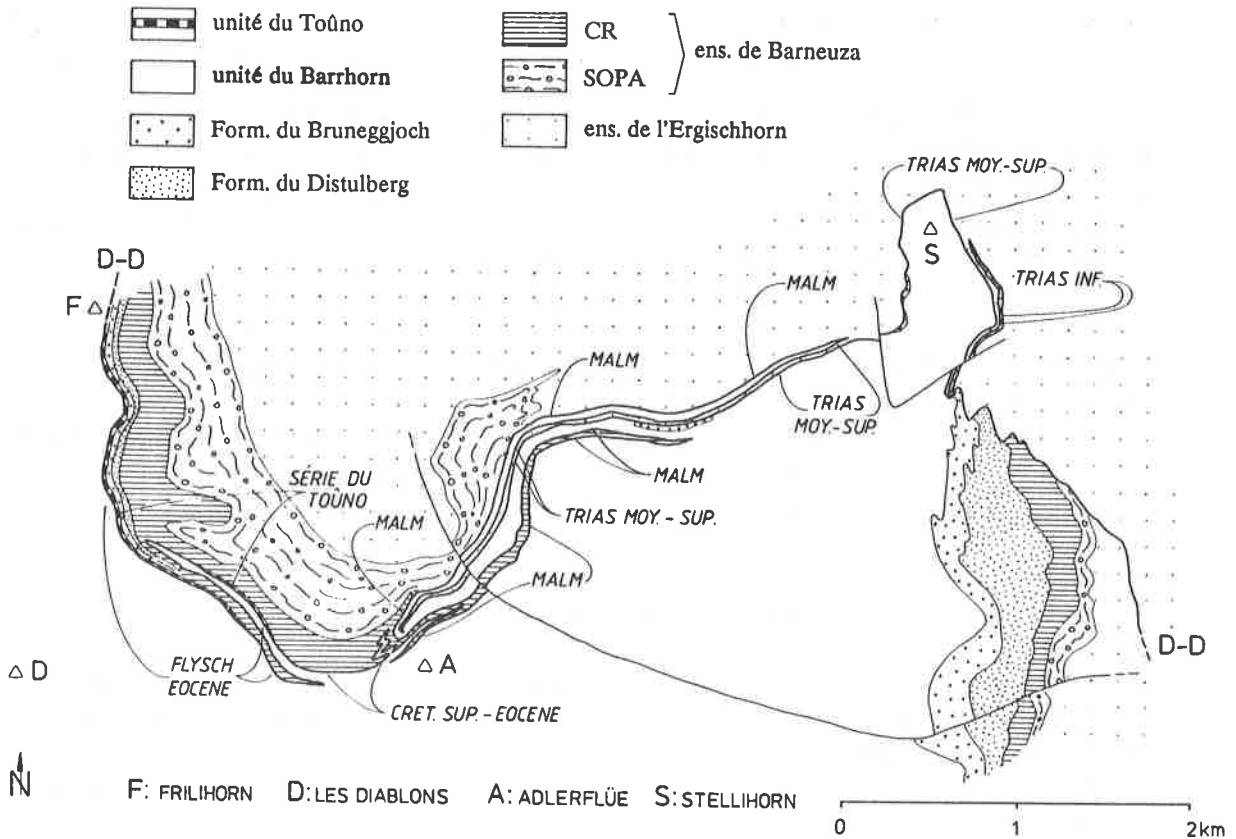 unité du Toûno
CR
ens. de Barneuza
unité du Barrhorn
SOPA
Form. du Bruneggjoch
ens. de l'Ergischhorn
Form. du Distulberg
TRIAS MOY.-SUP.
D-D
F
S
MALM
TRIAS INF.
MALM
TRIAS
MOY.-SUP.
SÉRIE DU
TOÛNO
MALM
MALM
TRIAS MOY. - SUP.
MALM
D
FLYSCH
EOCENE
A
D-D
CRET. SUP.-EOCENE
N
F: FRILIHORN D: LES DIABLONS A: ADLERFLÜE S: STELLIHORN
0 1 2km